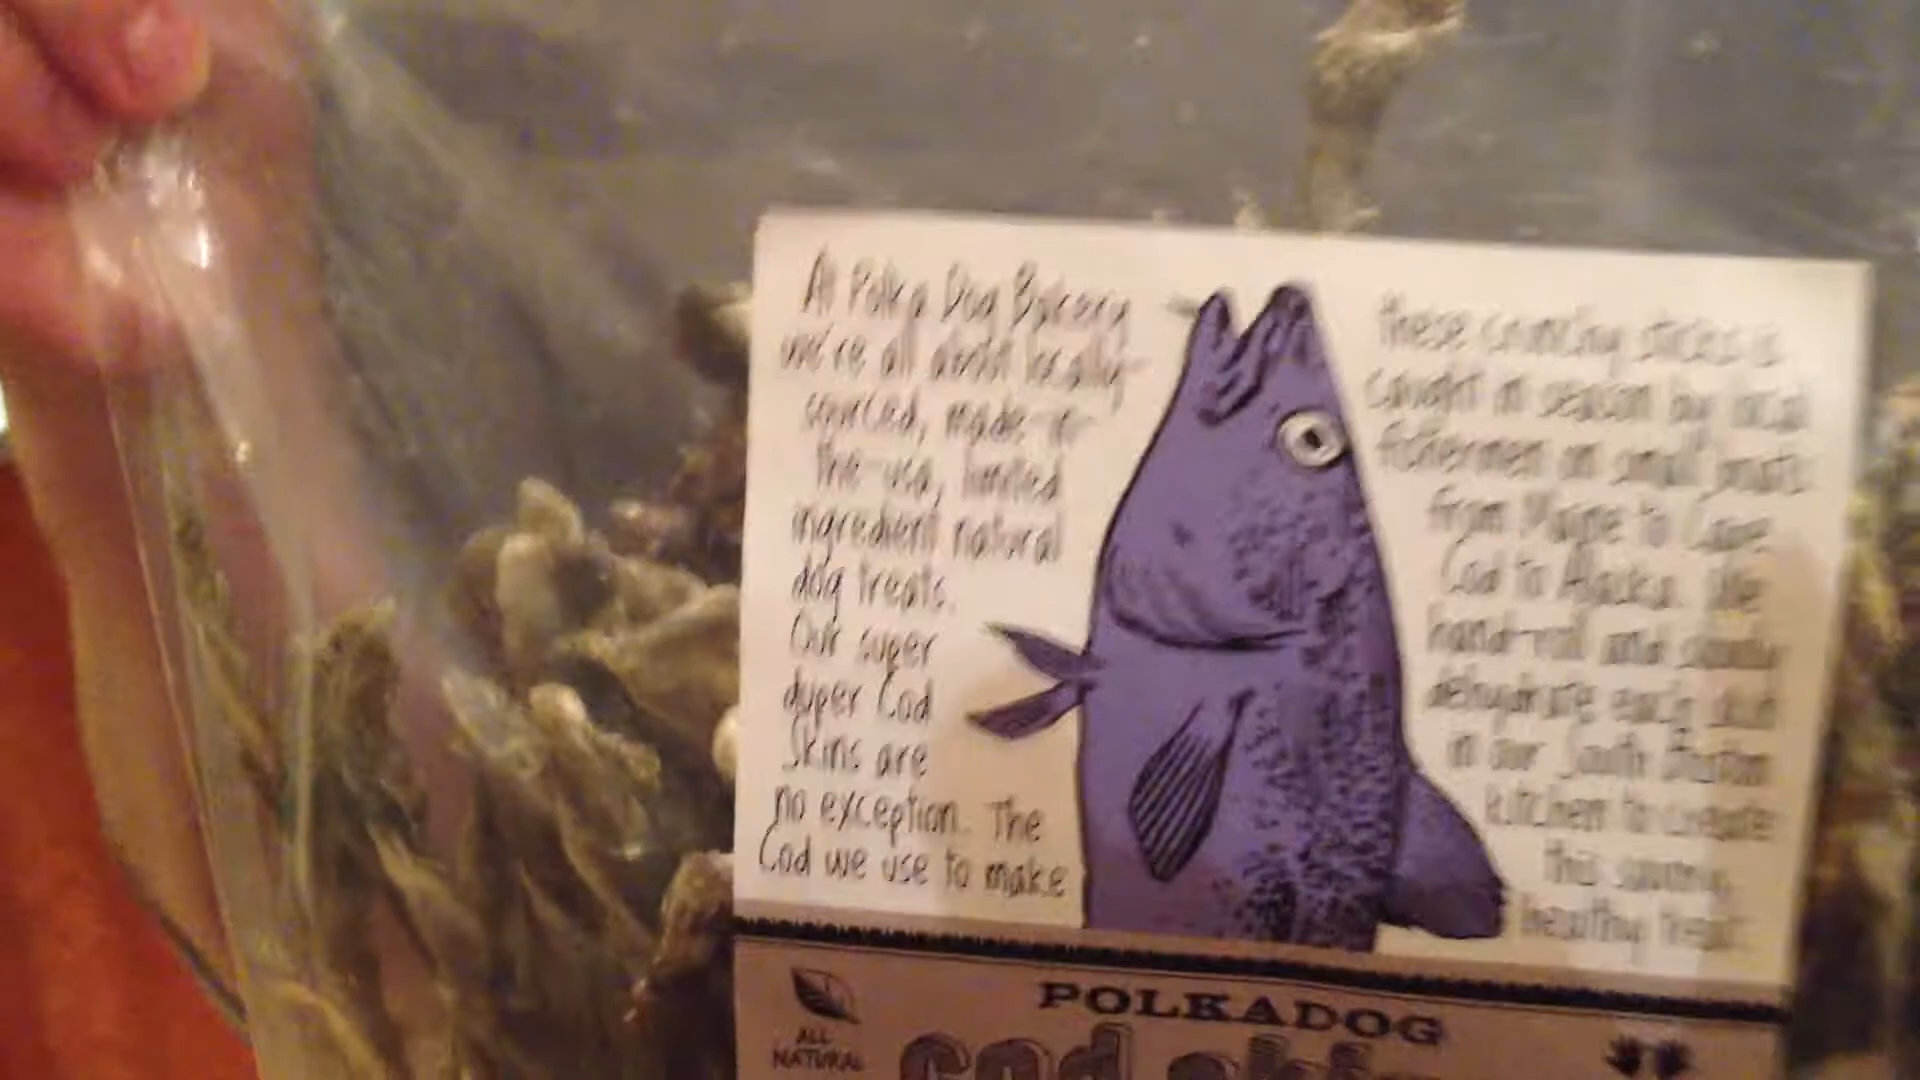 At Polka Dog Bakery
we're all about locally-
sourced, made-in-
the-usa, limited
ingredient natural
dog treats.
Our super
duper Cod
Skins are
no exception. The
Cod we use to make
these crunchy sticks is
caught in season by local
fishermen on small boats
from Maine to Cape
Cod to Alaska. We
hand-roll and
dehydrate each skin
in our South Boston
kitchen to create
this yummy,
healthy treat.
POLKADOG
ALL
NATURAL
cod skin